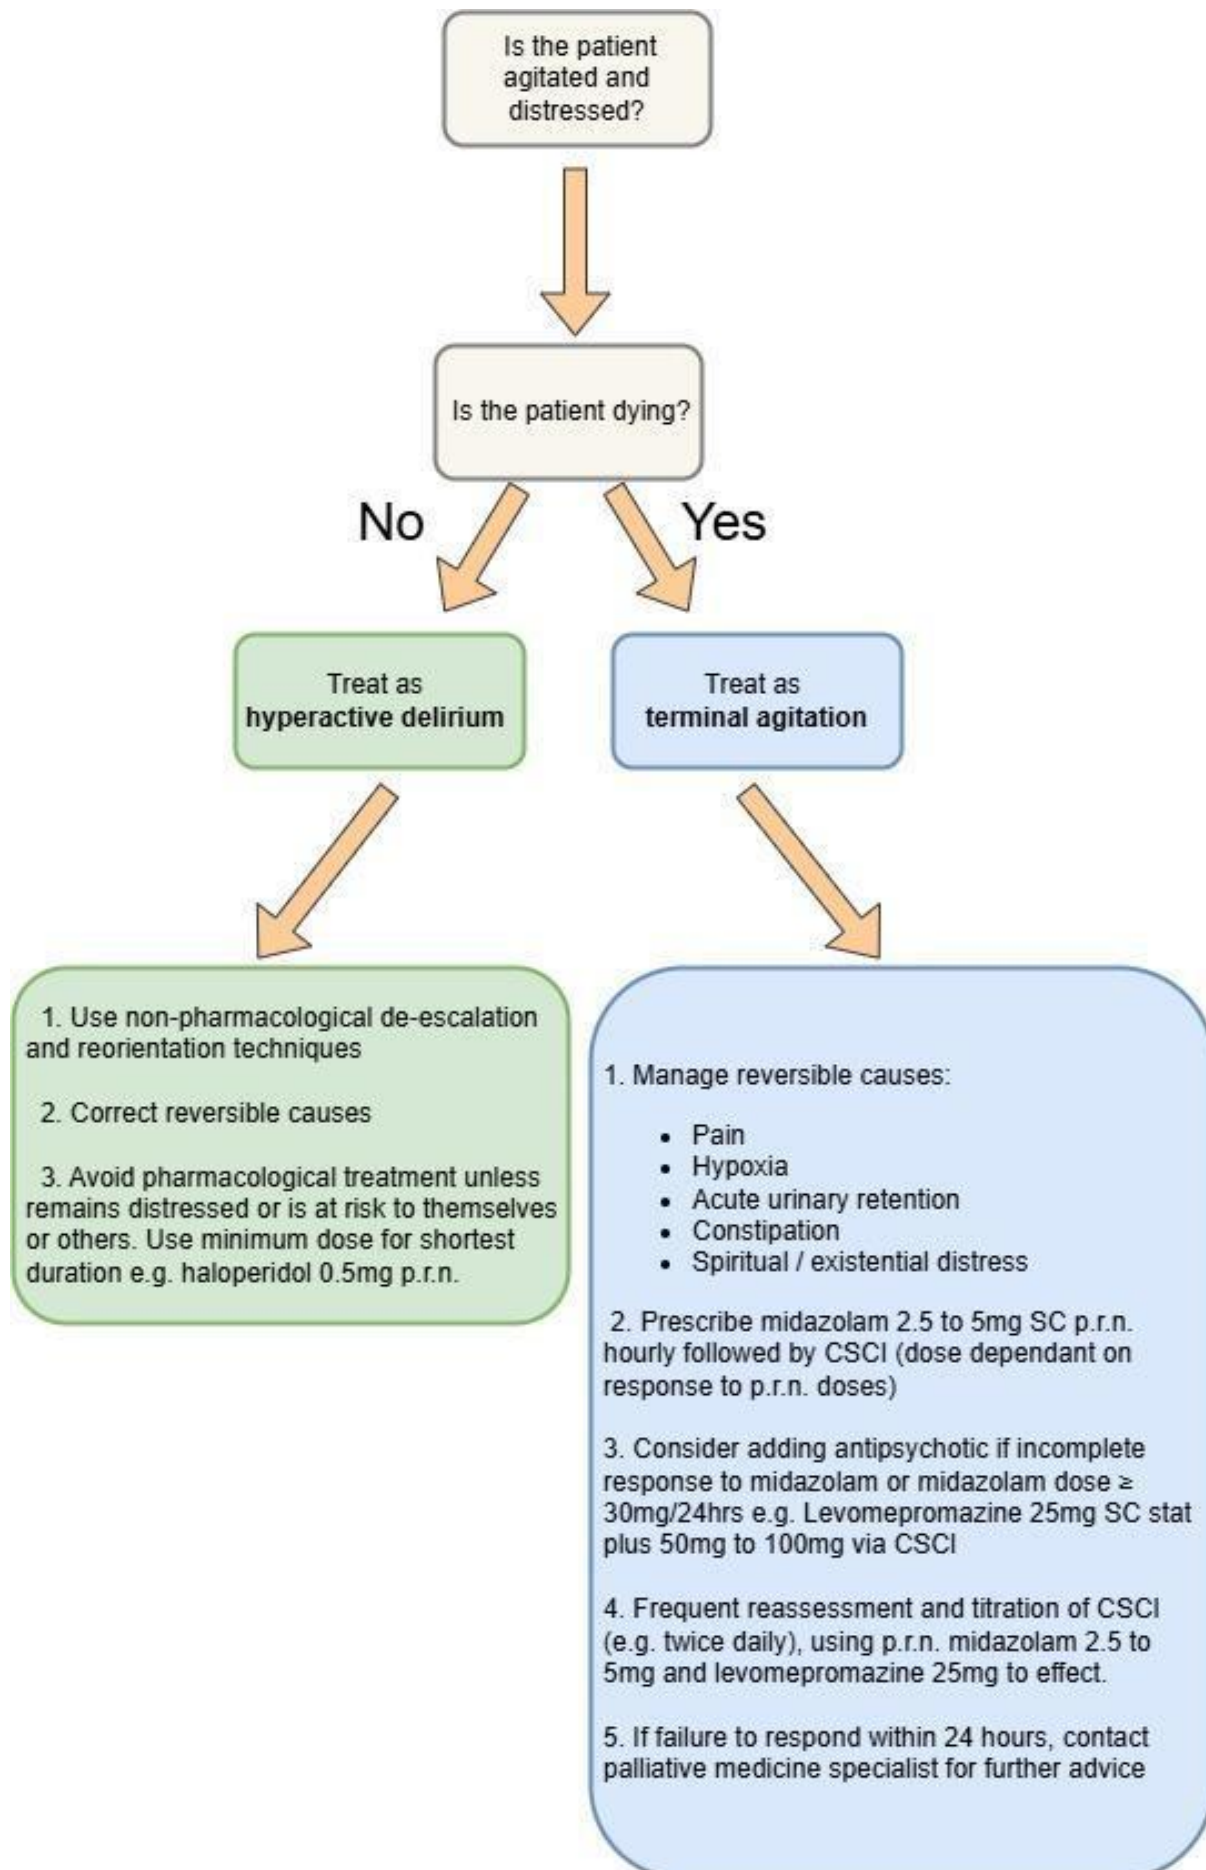 Is the patient
agitated and
distressed?
Is the patient dying?
No
Yes
Treat as
hyperactive delirium
Treat as
terminal agitation
1. Use non-pharmacological de-escalation
and reorientation techniques
2. Correct reversible causes
3. Avoid pharmacological treatment unless
remains distressed or is at risk to themselves
or others. Use minimum dose for shortest
duration e.g. haloperidol 0.5mg p.r.n.
1. Manage reversible causes:
• Pain
• Hypoxia
• Acute urinary retention
• Constipation
• Spiritual / existential distress
2. Prescribe midazolam 2.5 to 5mg SC p.r.n.
hourly followed by CSCI (dose dependant on
response to p.r.n. doses)
3. Consider adding antipsychotic if incomplete
response to midazolam or midazolam dose ≥
30mg/24hrs e.g. Levomepromazine 25mg SC stat
plus 50mg to 100mg via CSCI
4. Frequent reassessment and titration of CSCI
(e.g. twice daily), using p.r.n. midazolam 2.5 to
5mg and levomepromazine 25mg to effect.
5. If failure to respond within 24 hours, contact
palliative medicine specialist for further advice